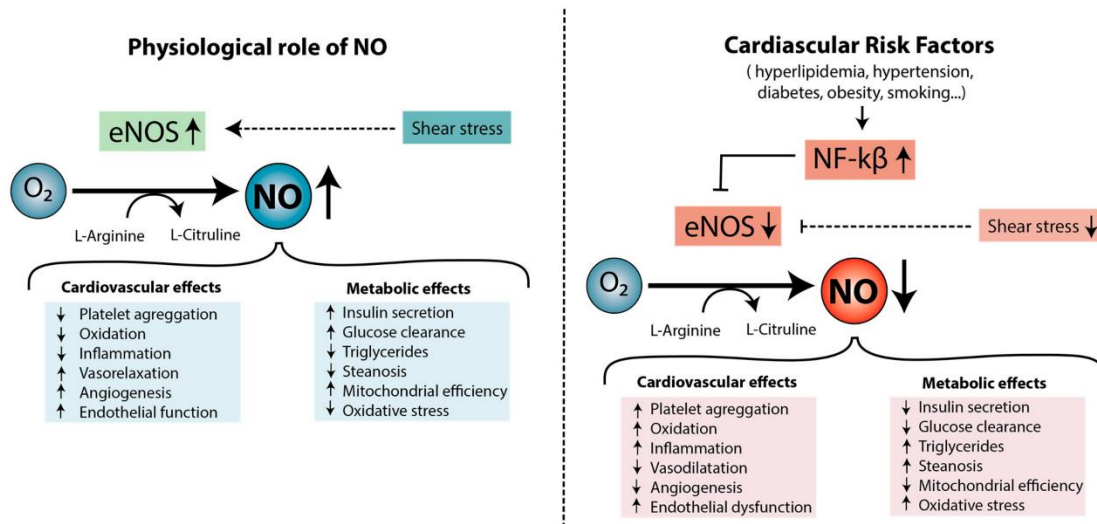 Physiological role of NO
eNOS ↑
Shear stress
O₂
NO ↑
L-Arginine
L-Citruline
Cardiovascular effects
↓ Platelet agreggation
↓ Oxidation
↓ Inflammation
↑ Vasorelaxation
↑ Angiogenesis
↑ Endothelial function
Metabolic effects
↑ Insulin secretion
↑ Glucose clearance
↓ Triglycerides
↓ Steanosis
↑ Mitochondrial efficiency
↓ Oxidative stress
Cardiascular Risk Factors
( hyperlipidemia, hypertension,
diabetes, obesity, smoking...)
NF-kβ ↑
eNOS ↓
Shear stress ↓
O₂
NO ↓
L-Arginine
L-Citruline
Cardiovascular effects
↑ Platelet agreggation
↑ Oxidation
↑ Inflammation
↓ Vasodilatation
↓ Angiogenesis
↑ Endothelial dysfunction
Metabolic effects
↓ Insulin secretion
↓ Glucose clearance
↑ Triglycerides
↑ Steanosis
↓ Mitochondrial efficiency
↑ Oxidative stress